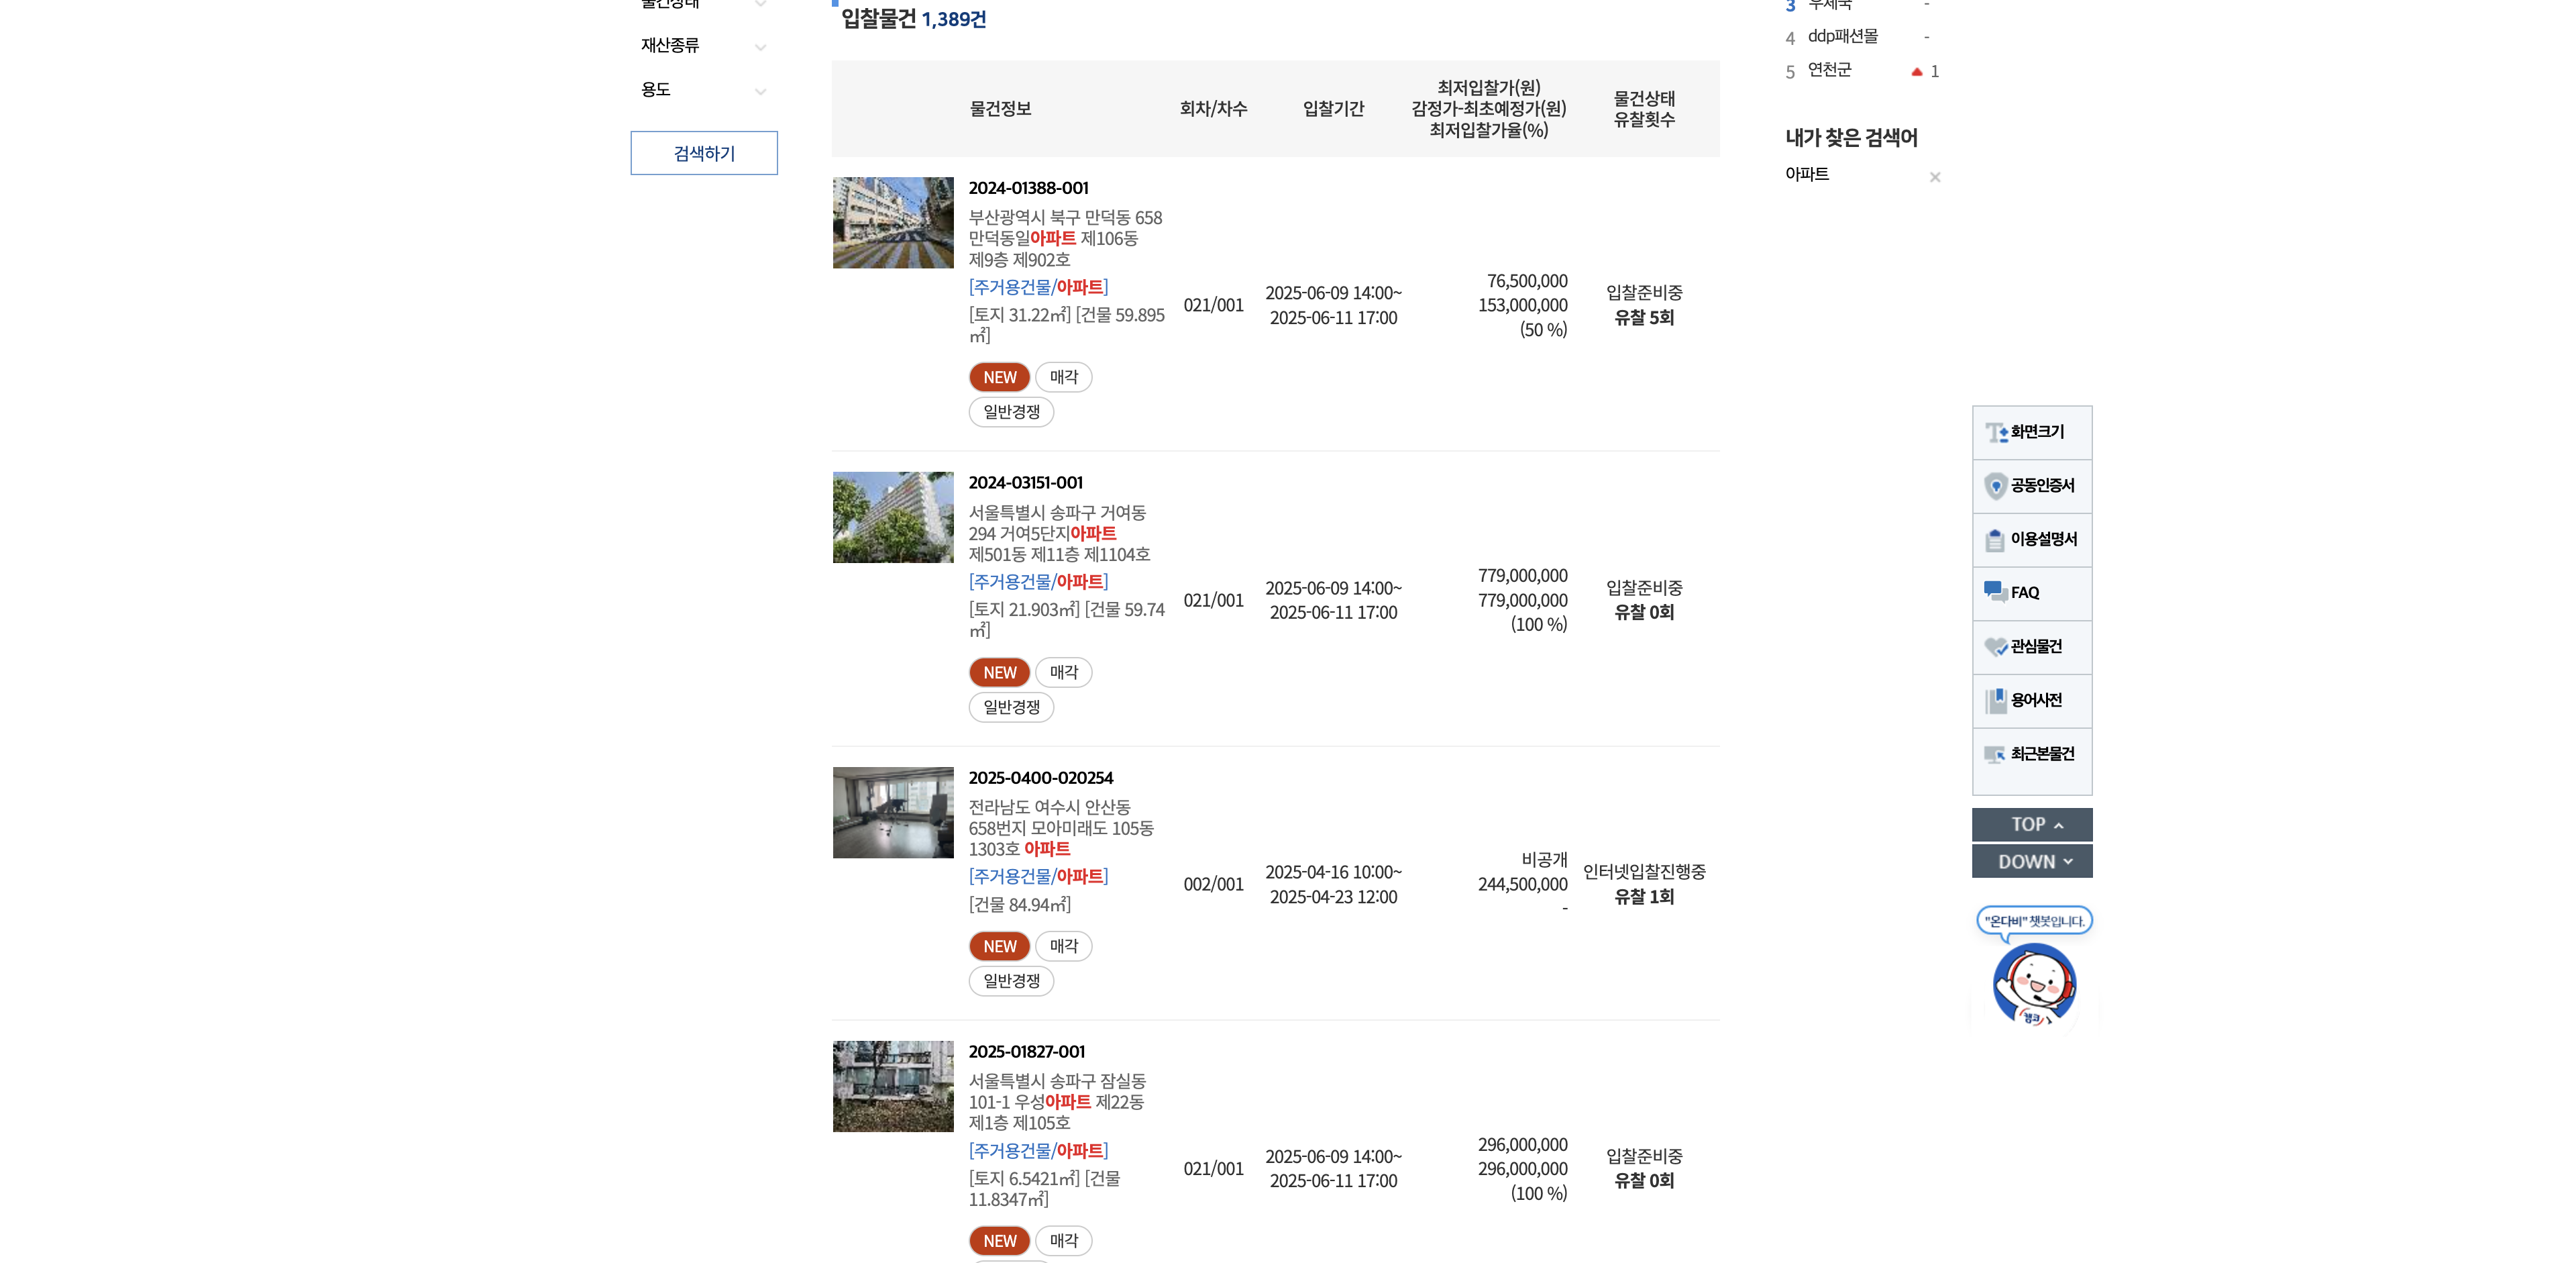 물건상태
재산종류
용도
검색하기
입찰물건 1,389건
물건정보
회차/차수
입찰기간
최저입찰가(원)
감정가-최초예정가(원)
최저입찰가율(%)
물건상태
유찰횟수
2024-01388-001
부산광역시 북구 만덕동 658
만덕동일아파트 제106동
제9층 제902호
[주거용건물/아파트]
[토지 31.22㎡] [건물 59.895
㎡]
NEW 매각
일반경쟁
021/001
2025-06-09 14:00~
2025-06-11 17:00
76,500,000
153,000,000
(50 %)
입찰준비중
유찰 5회
2024-03151-001
서울특별시 송파구 거여동
294 거여5단지아파트
제501동 제11층 제1104호
[주거용건물/아파트]
[토지 21.903㎡] [건물 59.74
㎡]
NEW 매각
일반경쟁
021/001
2025-06-09 14:00~
2025-06-11 17:00
779,000,000
779,000,000
(100 %)
입찰준비중
유찰 0회
2025-0400-020254
전라남도 여수시 안산동
658번지 모아미래도 105동
1303호 아파트
[주거용건물/아파트]
[건물 84.94㎡]
NEW 매각
일반경쟁
002/001
2025-04-16 10:00~
2025-04-23 12:00
비공개
244,500,000
-
인터넷입찰진행중
유찰 1회
2025-01827-001
서울특별시 송파구 잠실동
101-1 우성아파트 제22동
제1층 제105호
[주거용건물/아파트]
[토지 6.5421㎡] [건물
11.8347㎡]
NEW 매각
021/001
2025-06-09 14:00~
2025-06-11 17:00
296,000,000
296,000,000
(100 %)
입찰준비중
유찰 0회
3 우체국 -
4 ddp패션몰 -
5 연천군 ▲ 1
내가 찾은 검색어
아파트 ×
화면크기
공동인증서
이용설명서
FAQ
관심물건
용어사전
최근본물건
TOP
DOWN
"온다비" 챗봇입니다.
캠코